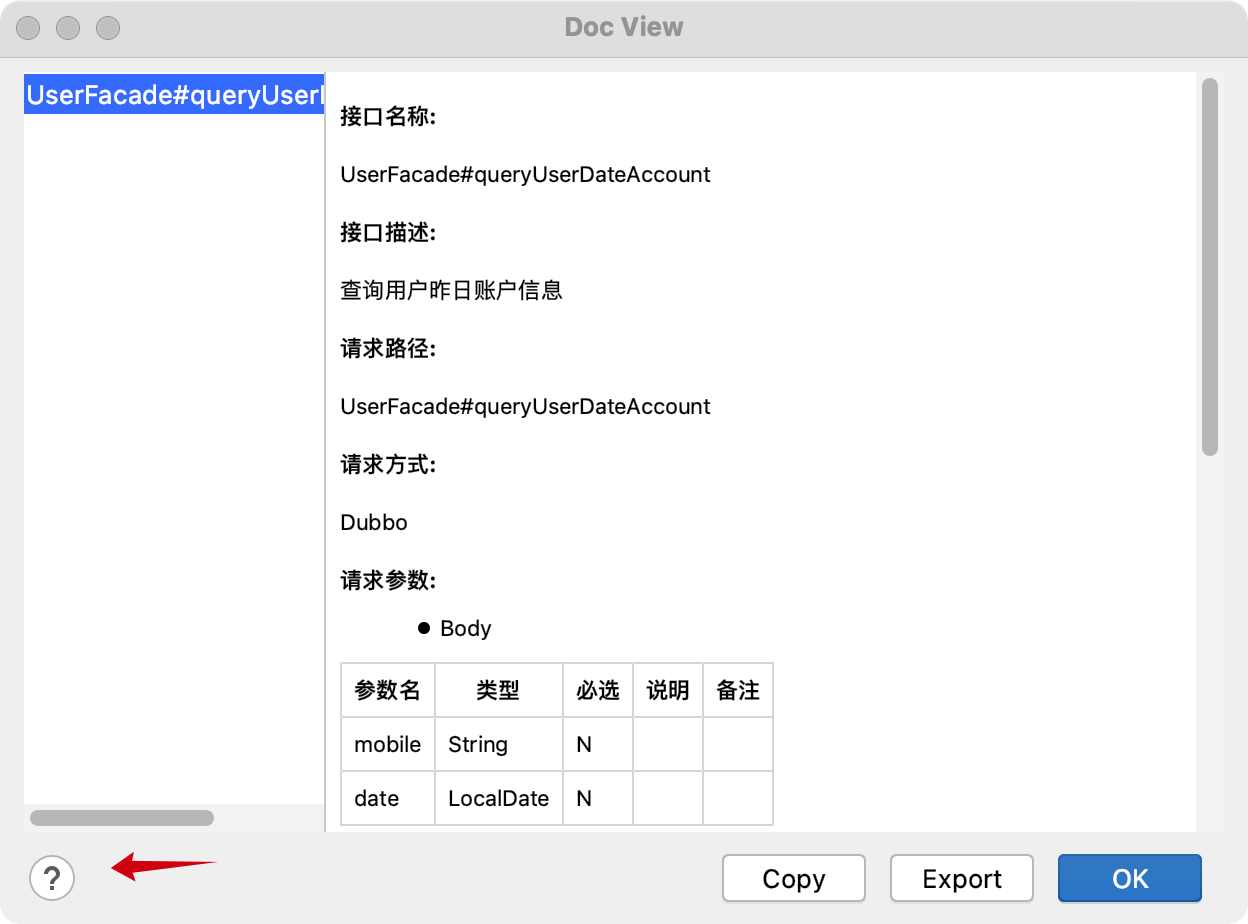 Doc View
UserFacade#queryUser
接口名称:
UserFacade#queryUserDateAccount
接口描述:
查询用户昨日账户信息
请求路径:
UserFacade#queryUserDateAccount
请求方式:
Dubbo
请求参数:
● Body
参数名 类型 必选 说明 备注
mobile String N
date LocalDate N
? Copy Export OK